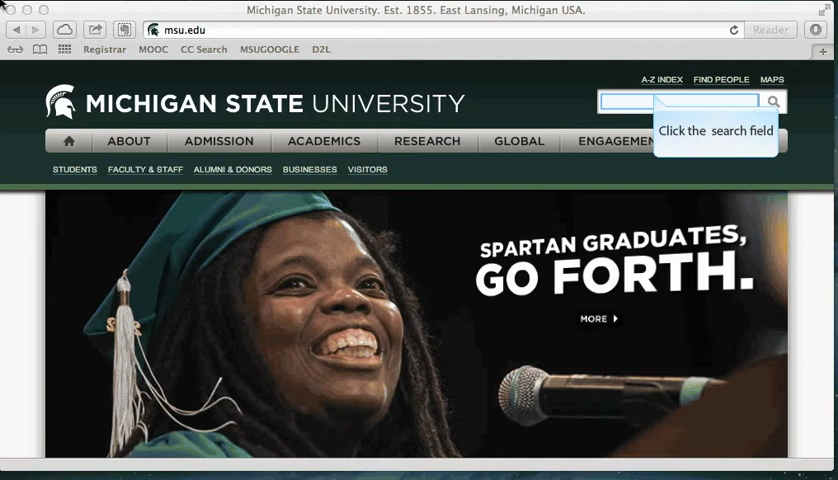 Michigan State University. Est. 1855. East Lansing, Michigan USA.
msu.edu
Reader
Registrar MOOC CC Search MSUGOOGLE D2L
A-Z INDEX FIND PEOPLE MAPS
MICHIGAN STATE UNIVERSITY
Click the search field
ABOUT ADMISSION ACADEMICS RESEARCH GLOBAL ENGAGEMEN
STUDENTS FACULTY & STAFF ALUMNI & DONORS BUSINESSES VISITORS
SPARTAN GRADUATES,
GO FORTH.
MORE